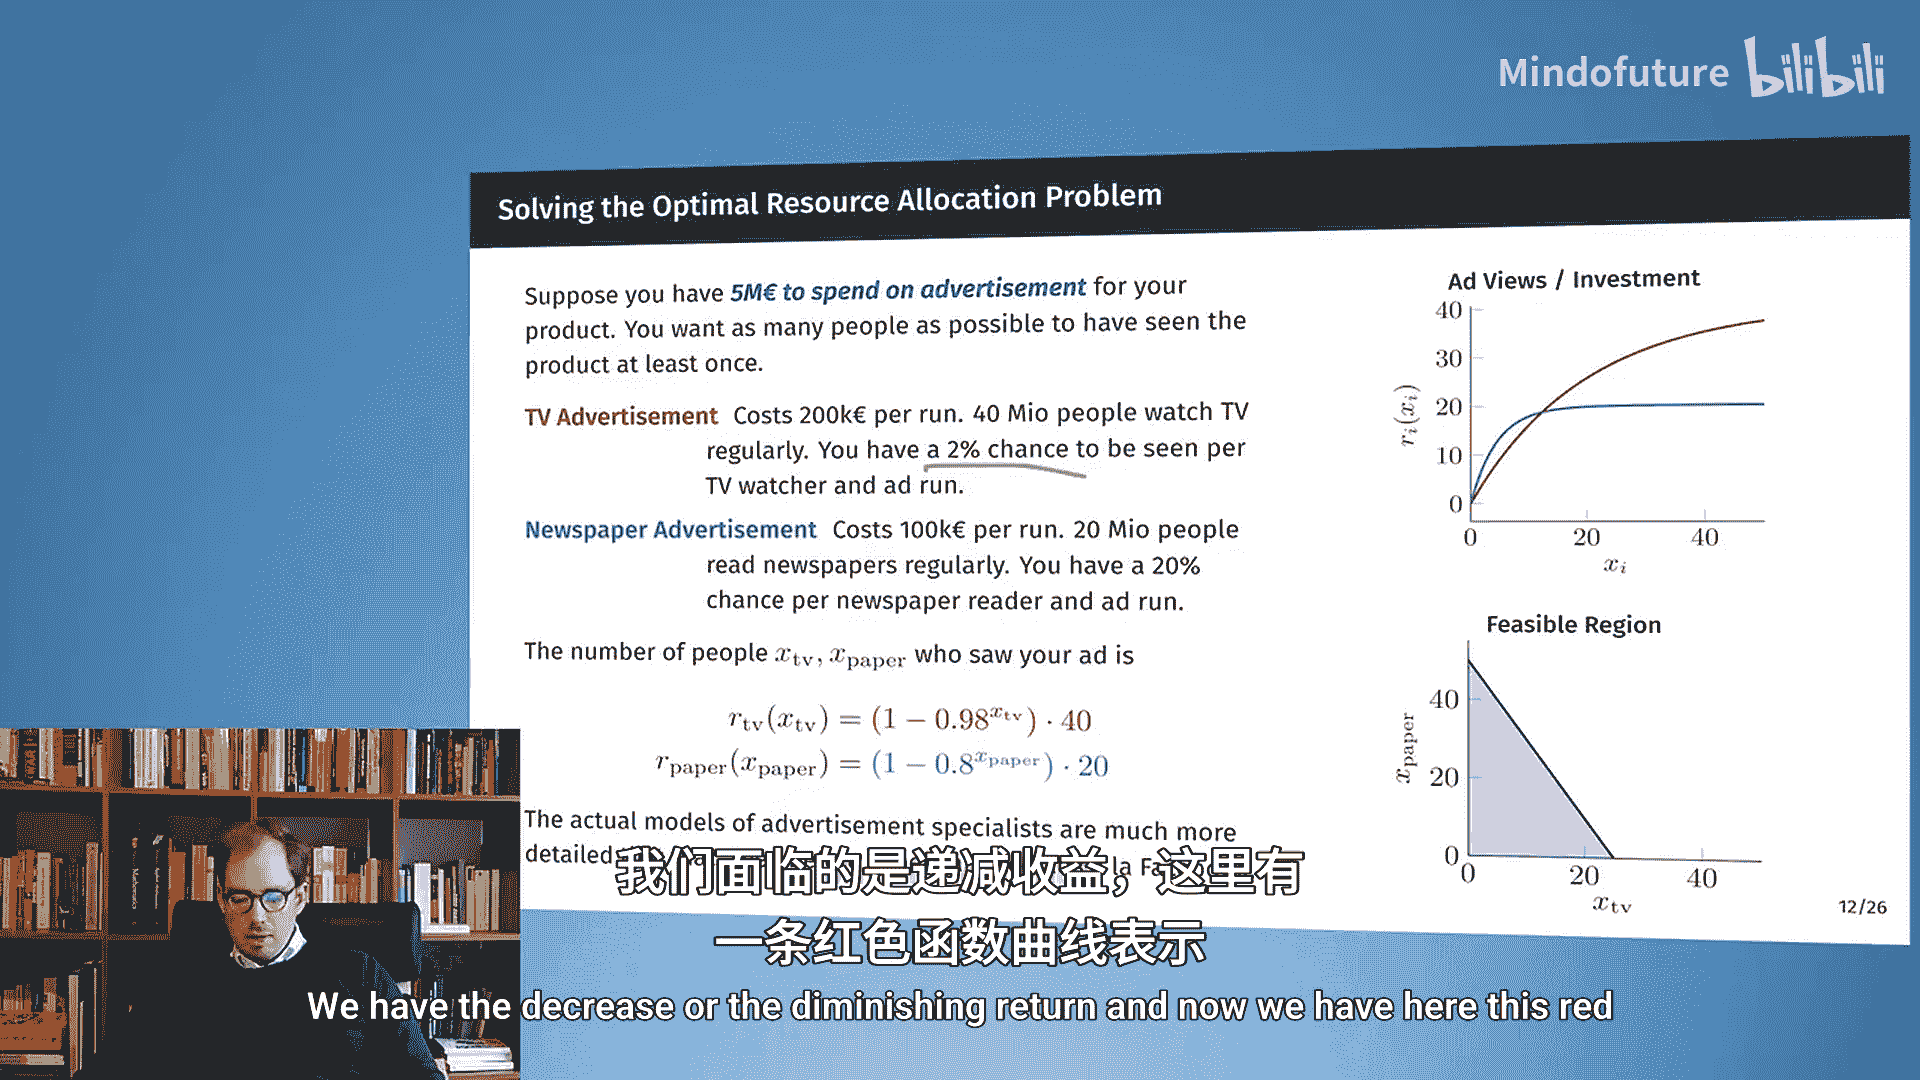 Mindofuture bilibili
Solving the Optimal Resource Allocation Problem
Suppose you have 5M€ to spend on advertisement for your
product. You want as many people as possible to have seen the
product at least once.
TV Advertisement Costs 200k€ per run. 40 Mio people watch TV
regularly. You have a 2% chance to be seen per
TV watcher and ad run.
Newspaper Advertisement Costs 100k€ per run. 20 Mio people
read newspapers regularly. You have a 20%
chance per newspaper reader and ad run.
The number of people x_tv, x_paper who saw your ad is
r_tv(x_tv) = (1 − 0.98^{x_tv}) · 40
r_paper(x_paper) = (1 − 0.8^{x_paper}) · 20
The actual models of advertisement specialists are much more
detailed
Ad Views / Investment
40
30
20
10
0
r_i(x_i)
0 20 40
x_i
Feasible Region
40
20
0
x_paper
0 20 40
x_tv
12/26
我们面临的是递减收益，这里有
一条红色函数曲线表示
We have the decrease or the diminishing return and now we have here this red